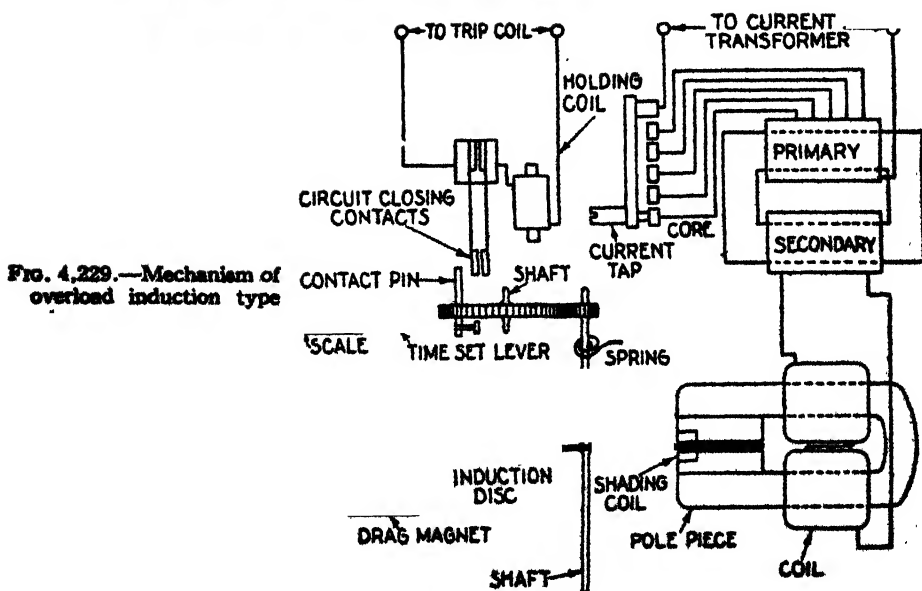 TO TRIP COIL
TO CURRENT
TRANSFORMER
HOLDING
COIL
PRIMARY
CIRCUIT CLOSING
CONTACTS
CORE
SECONDARY
CURRENT
TAP
FIG. 4,229.—Mechanism of
overload induction type
CONTACT PIN
SHAFT
SCALE
TIME SET LEVER
SPRING
INDUCTION
DISC
SHADING
COIL
DRAG MAGNET
POLE PIECE
COIL
SHAFT